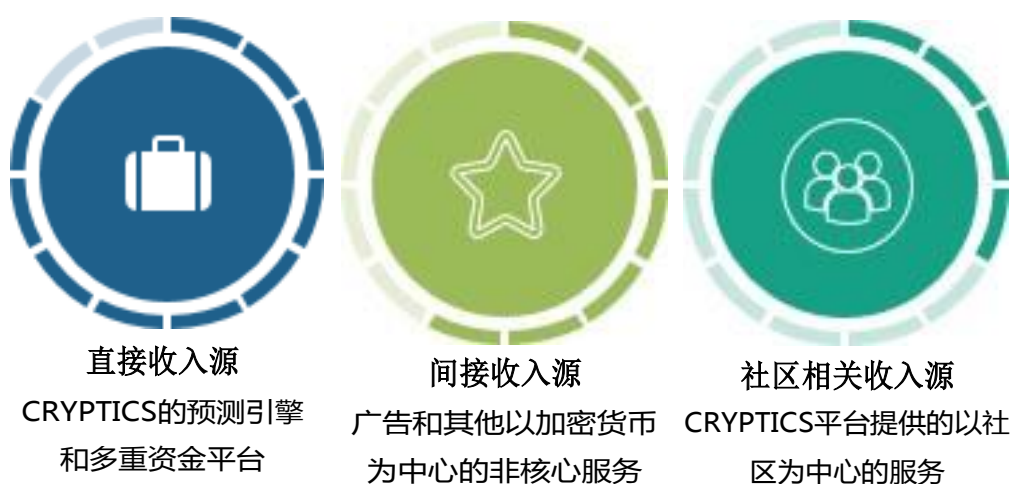 直接收入源
CRYPTICS的预测引擎
和多重资金平台
间接收入源
广告和其他以加密货币
为中心的非核心服务
社区相关收入源
CRYPTICS平台提供的以社
区为中心的服务